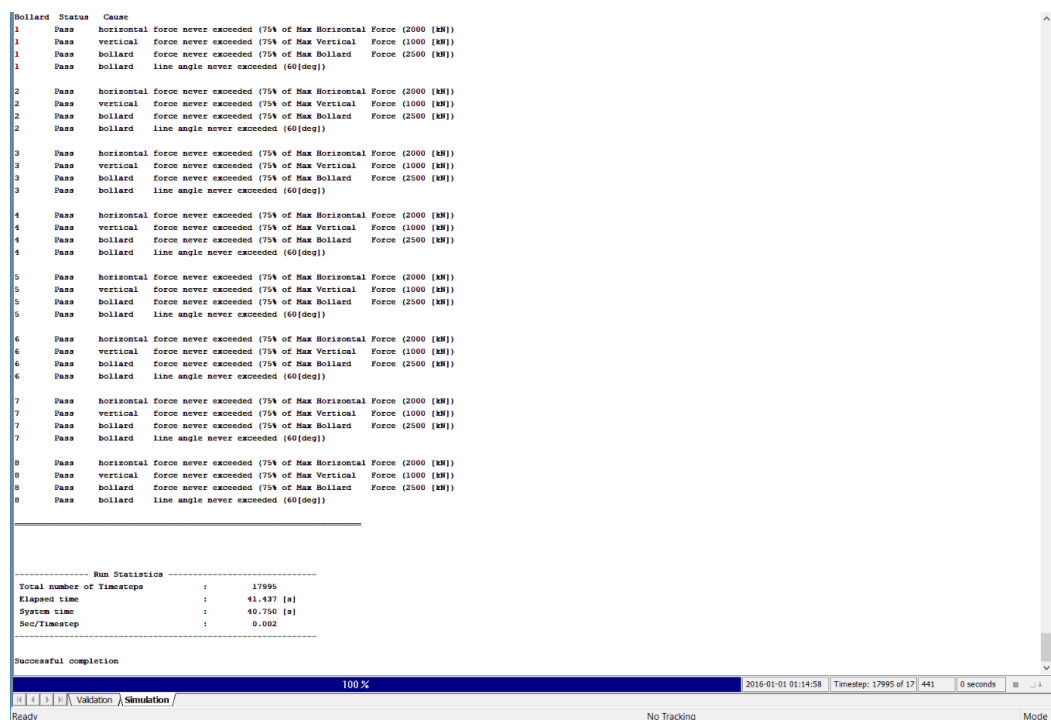 Bollard Status Cause
1 Pass horizontal force never exceeded (75% of Max Horizontal Force (2000 [kN])
1 Pass vertical force never exceeded (75% of Max Vertical Force (1000 [kN])
1 Pass bollard force never exceeded (75% of Max Bollard Force (2500 [kN])
1 Pass bollard line angle never exceeded (60[deg])
2 Pass horizontal force never exceeded (75% of Max Horizontal Force (2000 [kN])
2 Pass vertical force never exceeded (75% of Max Vertical Force (1000 [kN])
2 Pass bollard force never exceeded (75% of Max Bollard Force (2500 [kN])
2 Pass bollard line angle never exceeded (60[deg])
3 Pass horizontal force never exceeded (75% of Max Horizontal Force (2000 [kN])
3 Pass vertical force never exceeded (75% of Max Vertical Force (1000 [kN])
3 Pass bollard force never exceeded (75% of Max Bollard Force (2500 [kN])
3 Pass bollard line angle never exceeded (60[deg])
4 Pass horizontal force never exceeded (75% of Max Horizontal Force (2000 [kN])
4 Pass vertical force never exceeded (75% of Max Vertical Force (1000 [kN])
4 Pass bollard force never exceeded (75% of Max Bollard Force (2500 [kN])
4 Pass bollard line angle never exceeded (60[deg])
5 Pass horizontal force never exceeded (75% of Max Horizontal Force (2000 [kN])
5 Pass vertical force never exceeded (75% of Max Vertical Force (1000 [kN])
5 Pass bollard force never exceeded (75% of Max Bollard Force (2500 [kN])
5 Pass bollard line angle never exceeded (60[deg])
6 Pass horizontal force never exceeded (75% of Max Horizontal Force (2000 [kN])
6 Pass vertical force never exceeded (75% of Max Vertical Force (1000 [kN])
6 Pass bollard force never exceeded (75% of Max Bollard Force (2500 [kN])
6 Pass bollard line angle never exceeded (60[deg])
7 Pass horizontal force never exceeded (75% of Max Horizontal Force (2000 [kN])
7 Pass vertical force never exceeded (75% of Max Vertical Force (1000 [kN])
7 Pass bollard force never exceeded (75% of Max Bollard Force (2500 [kN])
7 Pass bollard line angle never exceeded (60[deg])
8 Pass horizontal force never exceeded (75% of Max Horizontal Force (2000 [kN])
8 Pass vertical force never exceeded (75% of Max Vertical Force (1000 [kN])
8 Pass bollard force never exceeded (75% of Max Bollard Force (2500 [kN])
8 Pass bollard line angle never exceeded (60[deg])
--------------- Run Statistics ------------------------------
Total number of Timesteps : 17995
Elapsed time : 41.437 [s]
System time : 40.750 [s]
Sec/Timestep : 0.002
Successful completion
100 % 2016-01-01 01:14:58 Timestep: 17995 of 17 441 0 seconds
Validation Simulation
Ready No Tracking Mode